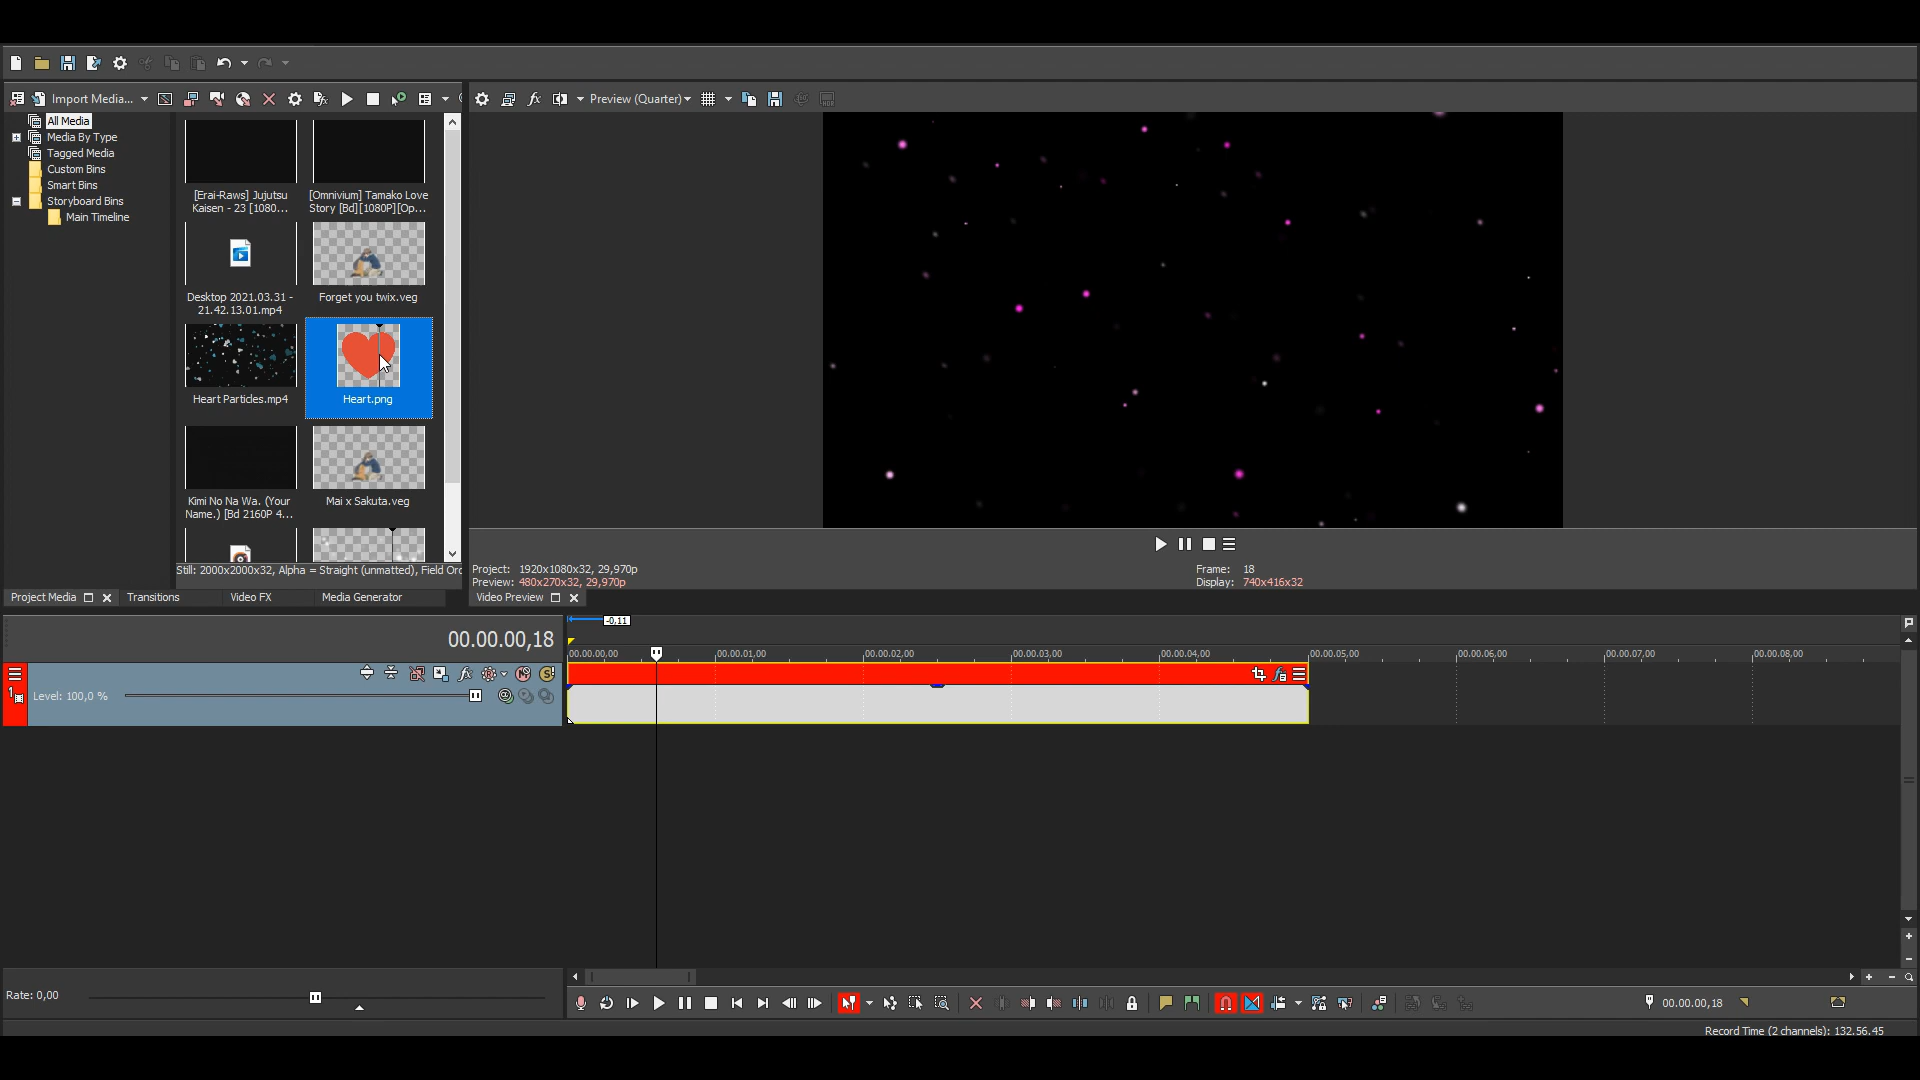 Import Media...
Preview (Quarter)
All Media
Media By Type
Tagged Media
Custom Bins
Smart Bins
Storyboard Bins
Main Timeline
[Erai-Raws] Jujutsu
Kaisen - 23 [1080...
[Omnivium] Tamako Love
Story [Bd][1080P][Op...
Desktop 2021.03.31 -
21.42.13.01.mp4
Forget you twix.veg
Heart Particles.mp4
Heart.png
Kimi No Na Wa. (Your
Name.) [Bd 2160P 4...
Mai x Sakuta.veg
Still: 2000x2000x32, Alpha = Straight (unmatted), Field Orc
Project: 1920x1080x32, 29,970p
Preview: 480x270x32, 29,970p
Frame: 18
Display: 740x416x32
Project Media
Transitions
Video FX
Media Generator
Video Preview
-0.11
00.00.00,18
00.00.00,00
00.00.01,00
00.00.02,00
00.00.03,00
00.00.04,00
00.00.05,00
00.00.06,00
00.00.07,00
00.00.08,00
1
Level: 100,0 %
Rate: 0,00
00.00.00,18
Record Time (2 channels): 132.56.45